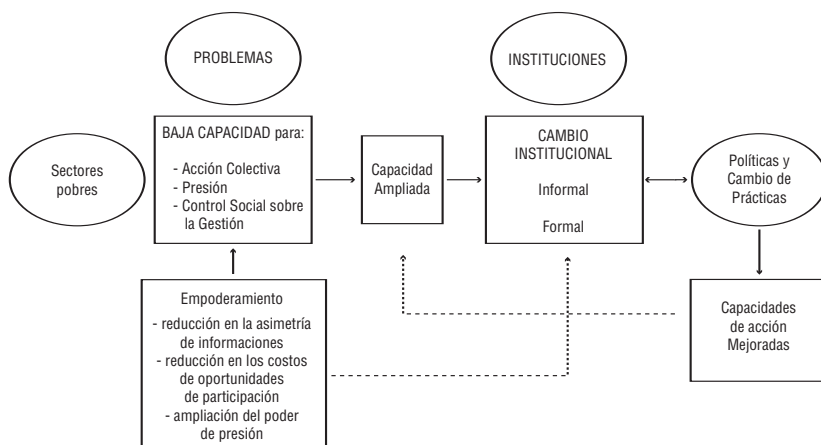 PROBLEMAS
INSTITUCIONES
Sectores
pobres
BAJA CAPACIDAD para:
- Acción Colectiva
- Presión
- Control Social sobre
la Gestión
Capacidad
Ampliada
CAMBIO
INSTITUCIONAL
Informal
Formal
Políticas y
Cambio de
Prácticas
Empoderamiento
- reducción en la asimetría
de informaciones
- reducción en los costos
de oportunidades
de participación
- ampliación del poder
de presión
Capacidades
de acción
Mejoradas